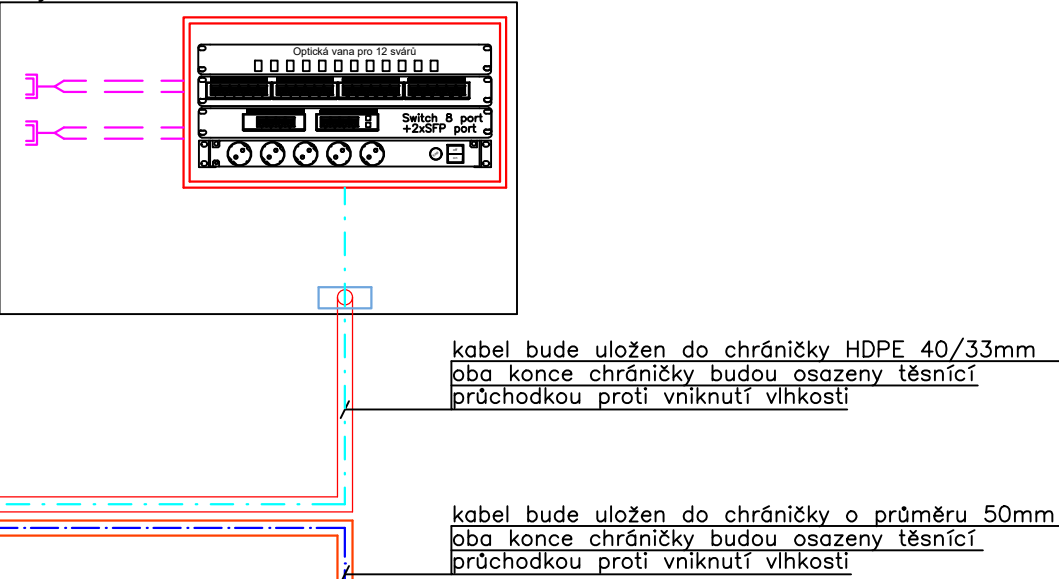 Optická vana pro 12 svárů
Switch 8 port
+2xSFP port
kabel bude uložen do chráničky HDPE 40/33mm
oba konce chráničky budou osazeny těsnící
průchodkou proti vniknutí vlhkosti
kabel bude uložen do chráničky o průměru 50mm
oba konce chráničky budou osazeny těsnící
průchodkou proti vniknutí vlhkosti